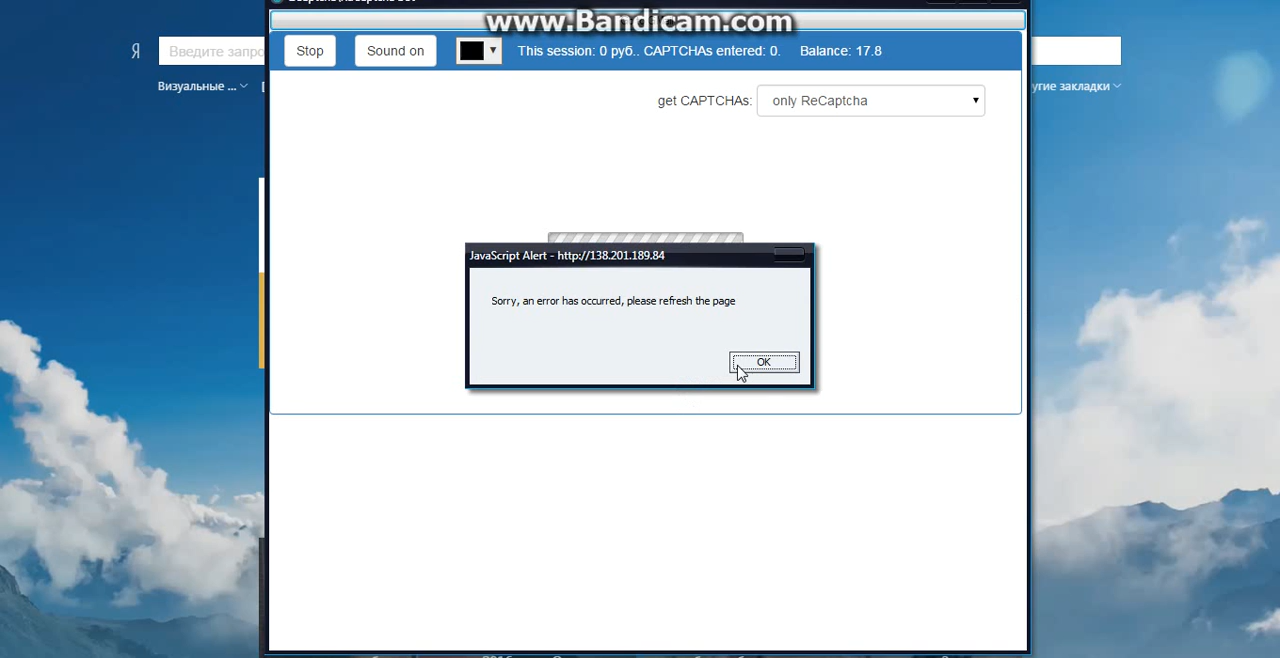 www.Bandicam.com
Я Введите запро
Stop Sound on This session: 0 руб.. CAPTCHAs entered: 0. Balance: 17.8
Визуальные ...
угие закладки
get CAPTCHAs: only ReCaptcha
JavaScript Alert - http://138.201.189.84
Sorry, an error has occurred, please refresh the page
OK